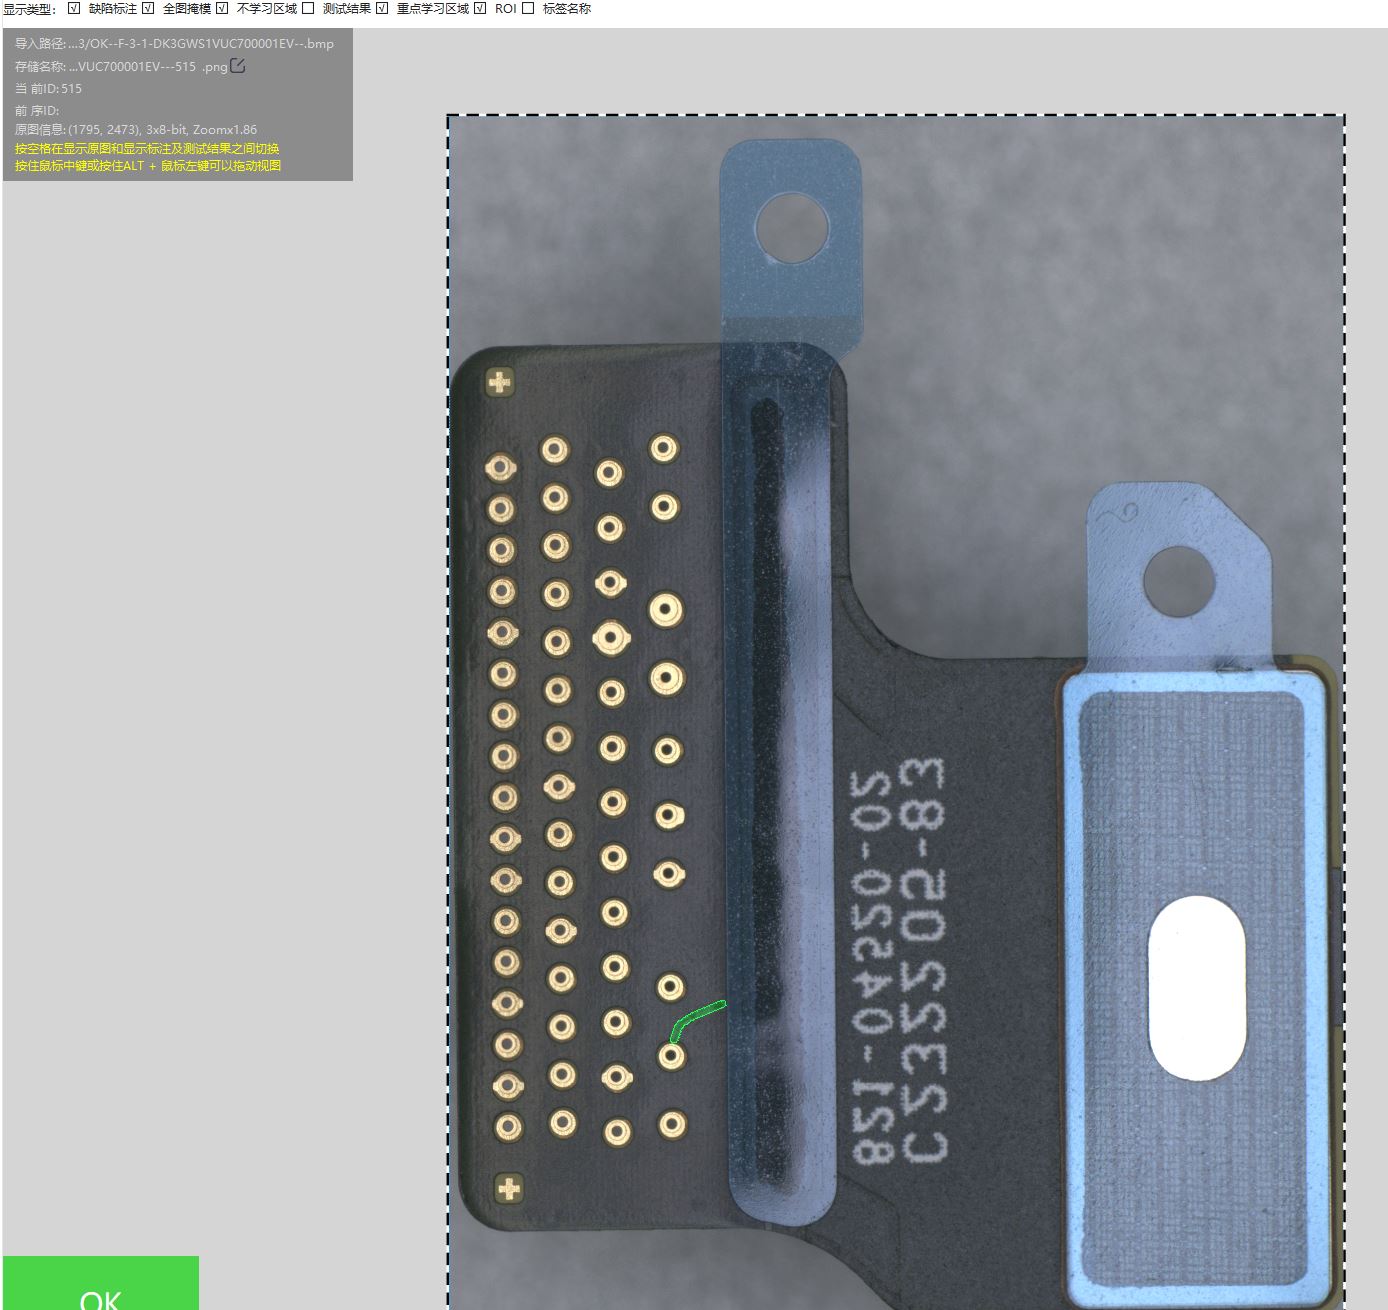 显示类型: 缺陷标注 全图掩模 不学习区域 测试结果 重点学习区域 ROI 标签名称
导入路径: ...3/OK--F-3-1-DK3GWS1VUC700001EV--.bmp
存储名称: ...VUC700001EV---515 .png
当 前ID: 515
前 序ID:
原图信息: (1795, 2473), 3x8-bit, Zoomx1.86
按空格在显示原图和显示标注及测试结果之间切换
按住鼠标中键或按住ALT + 鼠标左键可以拖动视图
821-04520-02
C523205-83
OK